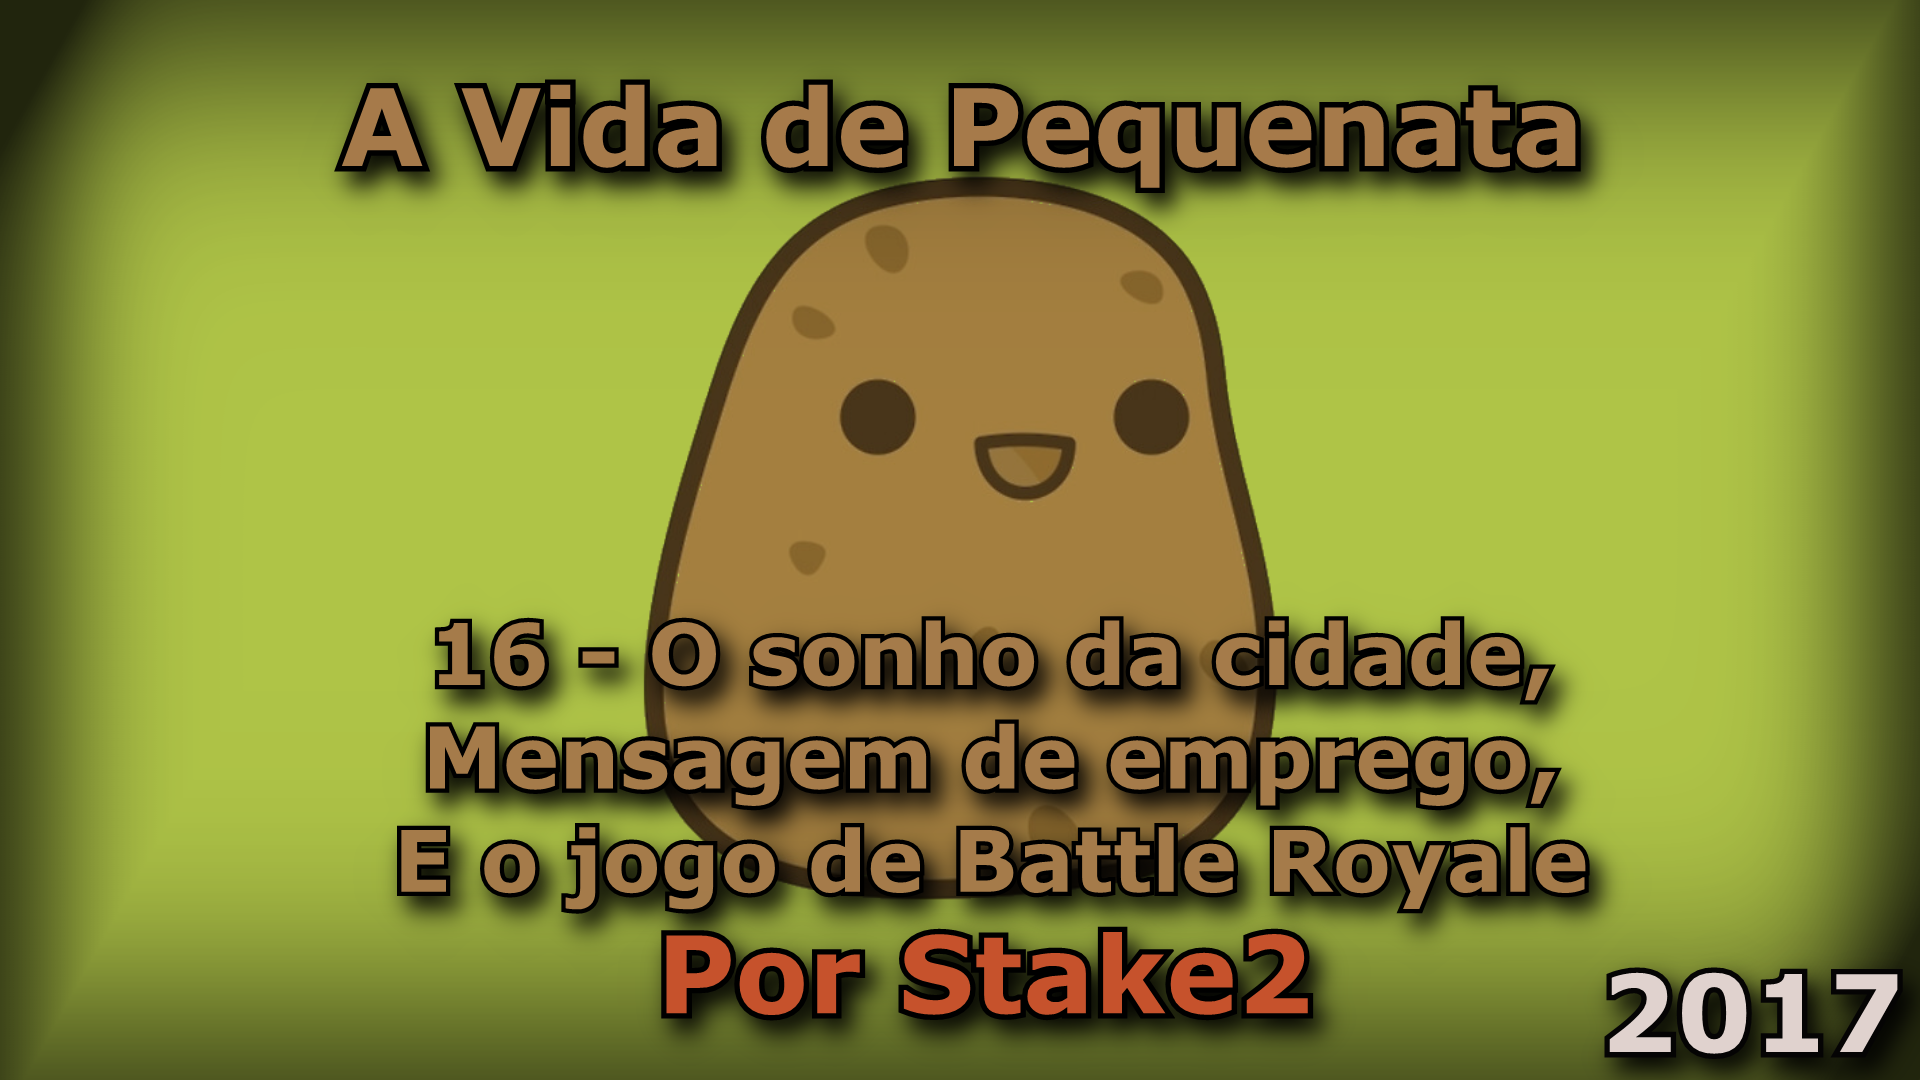 A Vida de Pequenata
16 - O sonho da cidade,
Mensagem de emprego,
E o jogo de Battle Royale
Por Stake2
2017